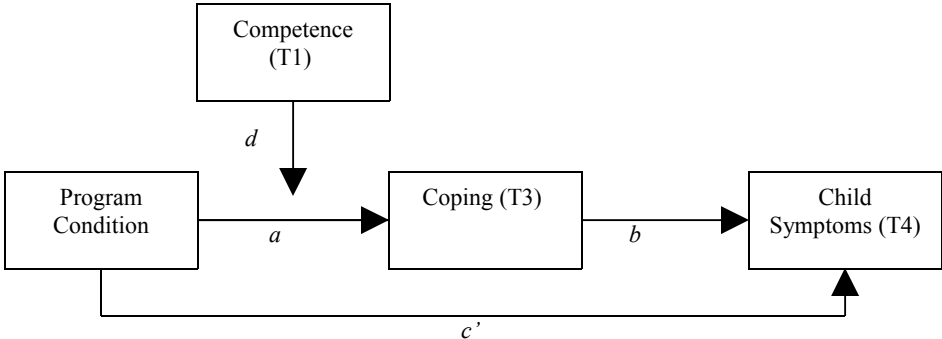 Competence
(T1)
d
Program
Condition
a
Coping (T3)
b
Child
Symptoms (T4)
c’